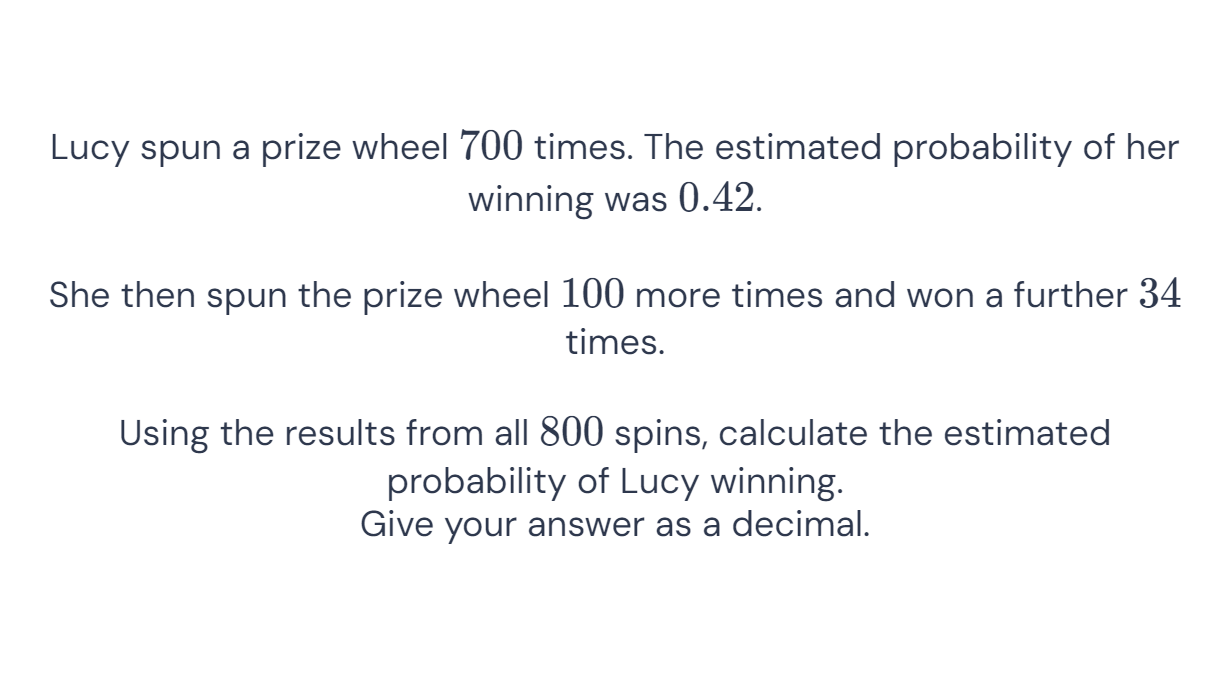 Lucy spun a prize wheel 700 times. The estimated probability of her
winning was 0.42.
She then spun the prize wheel 100 more times and won a further 34
times.
Using the results from all 800 spins, calculate the estimated
probability of Lucy winning.
Give your answer as a decimal.